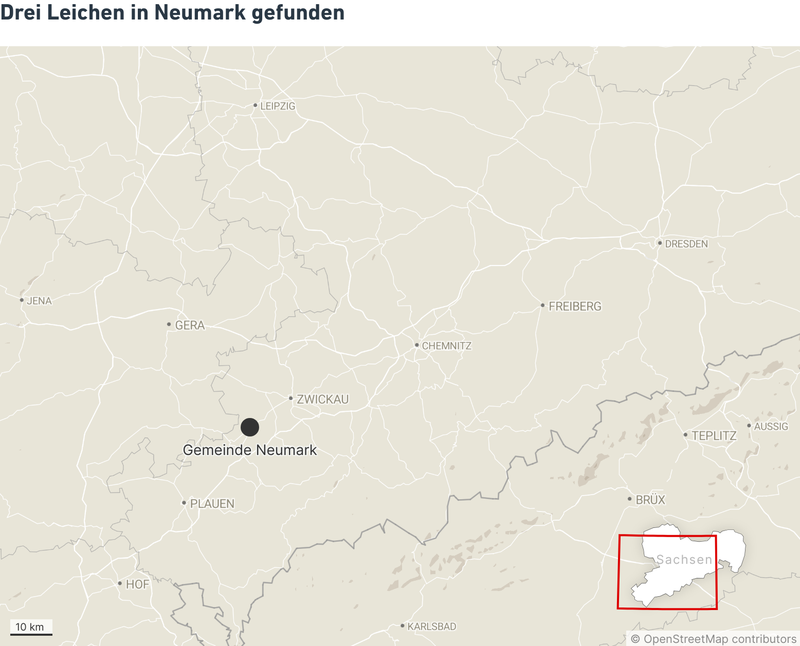 Drei Leichen in Neumark gefunden
LEIPZIG
DRESDEN
JENA
FREIBERG
GERA
CHEMNITZ
ZWICKAU
AUSSIG
TEPLITZ
Gemeinde Neumark
BRÜX
PLAUEN
Sachsen
HOF
10 km
KARLSBAD
© OpenStreetMap contributors